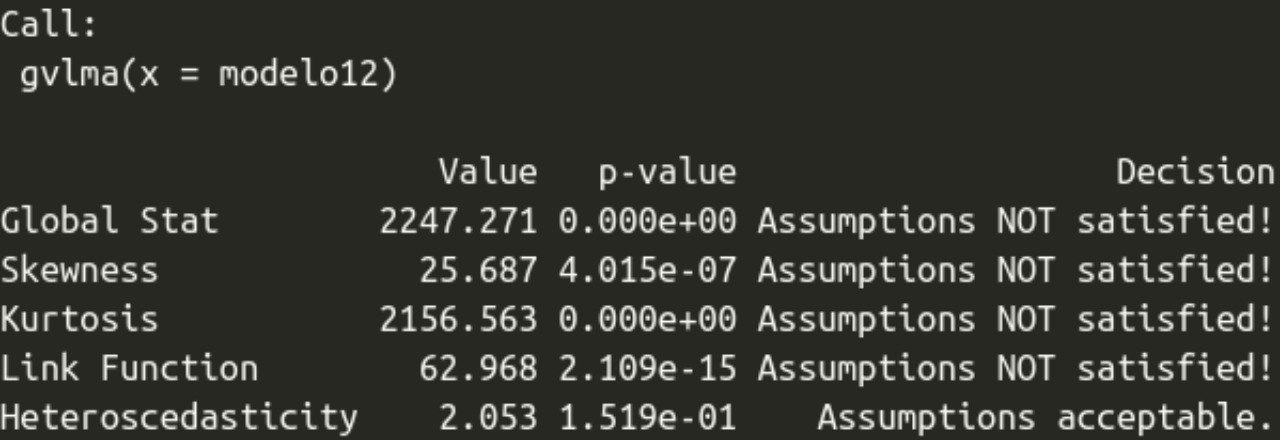 Call:
 gvlma(x = modelo12)

                      Value   p-value                   Decision
Global Stat        2247.271 0.000e+00 Assumptions NOT satisfied!
Skewness             25.687 4.015e-07 Assumptions NOT satisfied!
Kurtosis           2156.563 0.000e+00 Assumptions NOT satisfied!
Link Function        62.968 2.109e-15 Assumptions NOT satisfied!
Heteroscedasticity    2.053 1.519e-01    Assumptions acceptable.